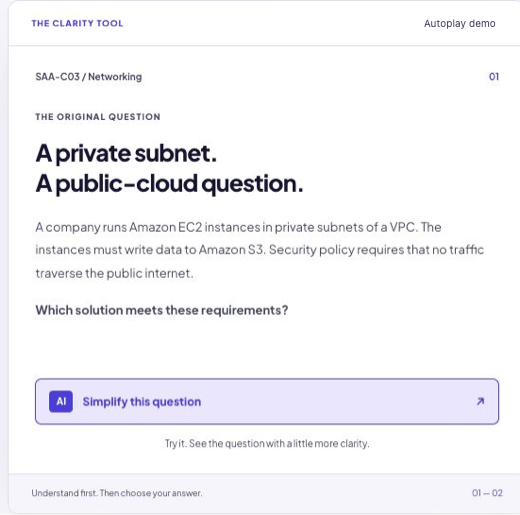 THE CLARITY TOOL
Autoplay demo
SAA-C03 / Networking
01
THE ORIGINAL QUESTION
A private subnet.
A public-cloud question.
A company runs Amazon EC2 instances in private subnets of a VPC. The
instances must write data to Amazon S3. Security policy requires that no traffic
traverse the public internet.
Which solution meets these requirements?
AI Simplify this question ↗
Try it. See the question with a little more clarity.
Understand first. Then choose your answer.
01 — 02